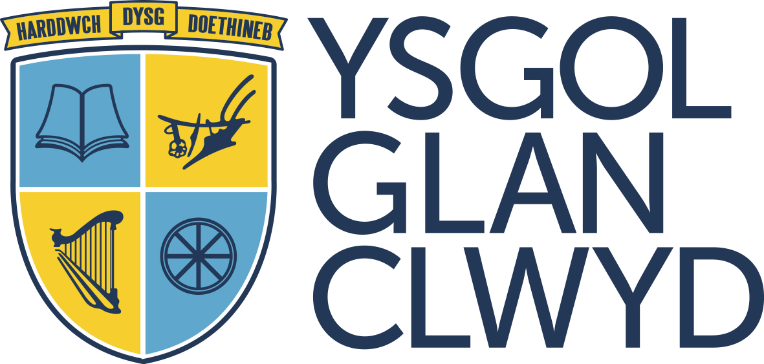 HARDDWCH DYSG DOETHINEB
YSGOL
GLAN
CLWYD